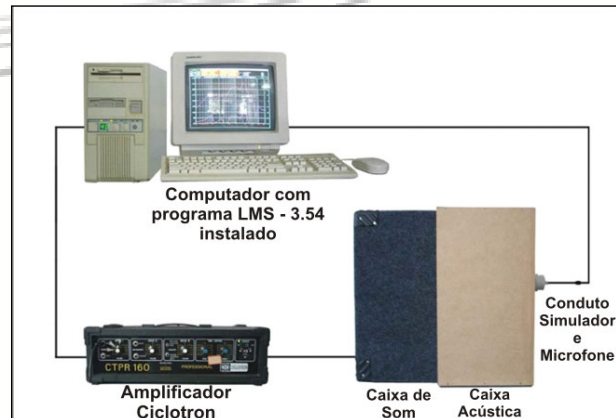 Computador com
programa LMS - 3.54
instalado
CTPR 160
PROFESSIONAL
Amplificador
Ciclotron
Caixa de
Som
Caixa
Acústica
Conduto
Simulador
e
Microfone